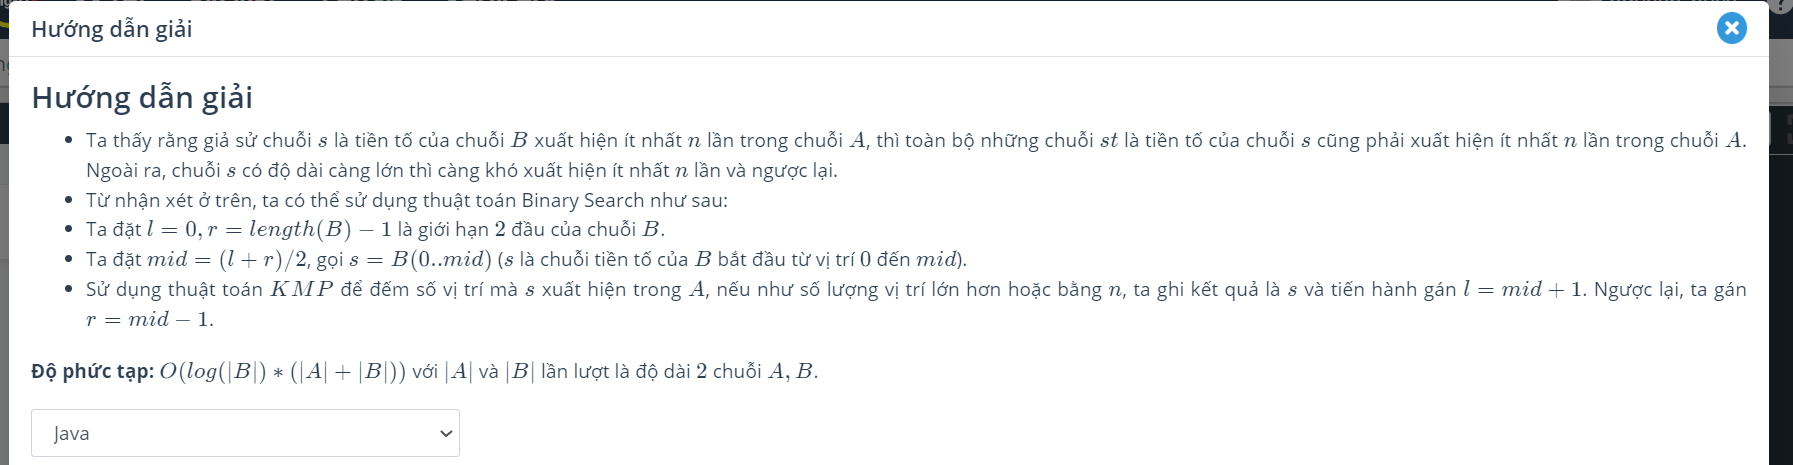 Hướng dẫn giải
Hướng dẫn giải
Ta thấy rằng giả sử chuỗi s là tiền tố của chuỗi B xuất hiện ít nhất n lần trong chuỗi A, thì toàn bộ những chuỗi st là tiền tố của chuỗi s cũng phải xuất hiện ít nhất n lần trong chuỗi A.
Ngoài ra, chuỗi s có độ dài càng lớn thì càng khó xuất hiện ít nhất n lần và ngược lại.
Từ nhận xét ở trên, ta có thể sử dụng thuật toán Binary Search như sau:
Ta đặt l = 0, r = length(B) − 1 là giới hạn 2 đầu của chuỗi B.
Ta đặt mid = (l + r)/2, gọi s = B(0..mid) (s là chuỗi tiền tố của B bắt đầu từ vị trí 0 đến mid).
Sử dụng thuật toán KMP để đếm số vị trí mà s xuất hiện trong A, nếu như số lượng vị trí lớn hơn hoặc bằng n, ta ghi kết quả là s và tiến hành gán l = mid + 1. Ngược lại, ta gán
r = mid − 1.
Độ phức tạp: O(log(|B|) ∗ (|A| + |B|)) với |A| và |B| lần lượt là độ dài 2 chuỗi A, B.
Java